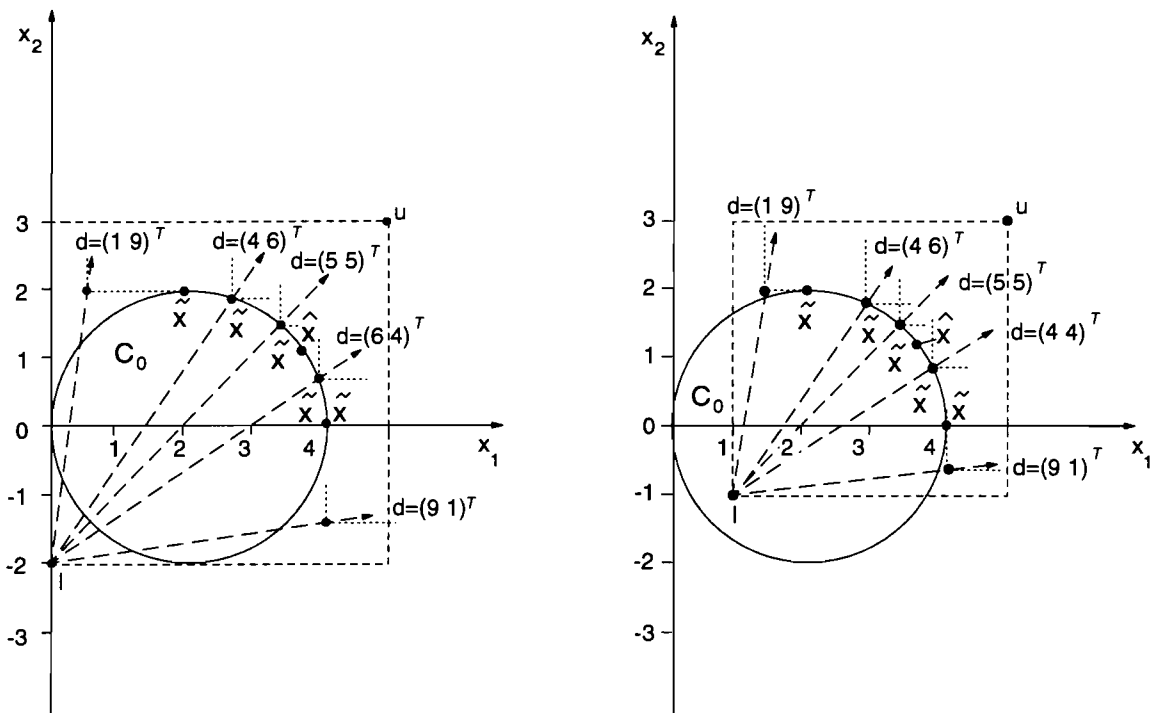 x₂
3
2
1
0
-1
-2
-3
1 2 3 4
x₁
u
d=(1 9)ᵀ
d=(4 6)ᵀ
d=(5 5)ᵀ
d=(6 4)ᵀ
d=(9 1)ᵀ
C₀
x̃
x̃
x̃
x̂
x̃ x̃
l
x₂
3
2
1
0
-1
-2
-3
1 2 3 4
x₁
u
d=(1 9)ᵀ
d=(4 6)ᵀ
d=(5 5)ᵀ
d=(4 4)ᵀ
d=(9 1)ᵀ
C₀
x̃
x̃
x̂
x̃
x̃ x̃
l